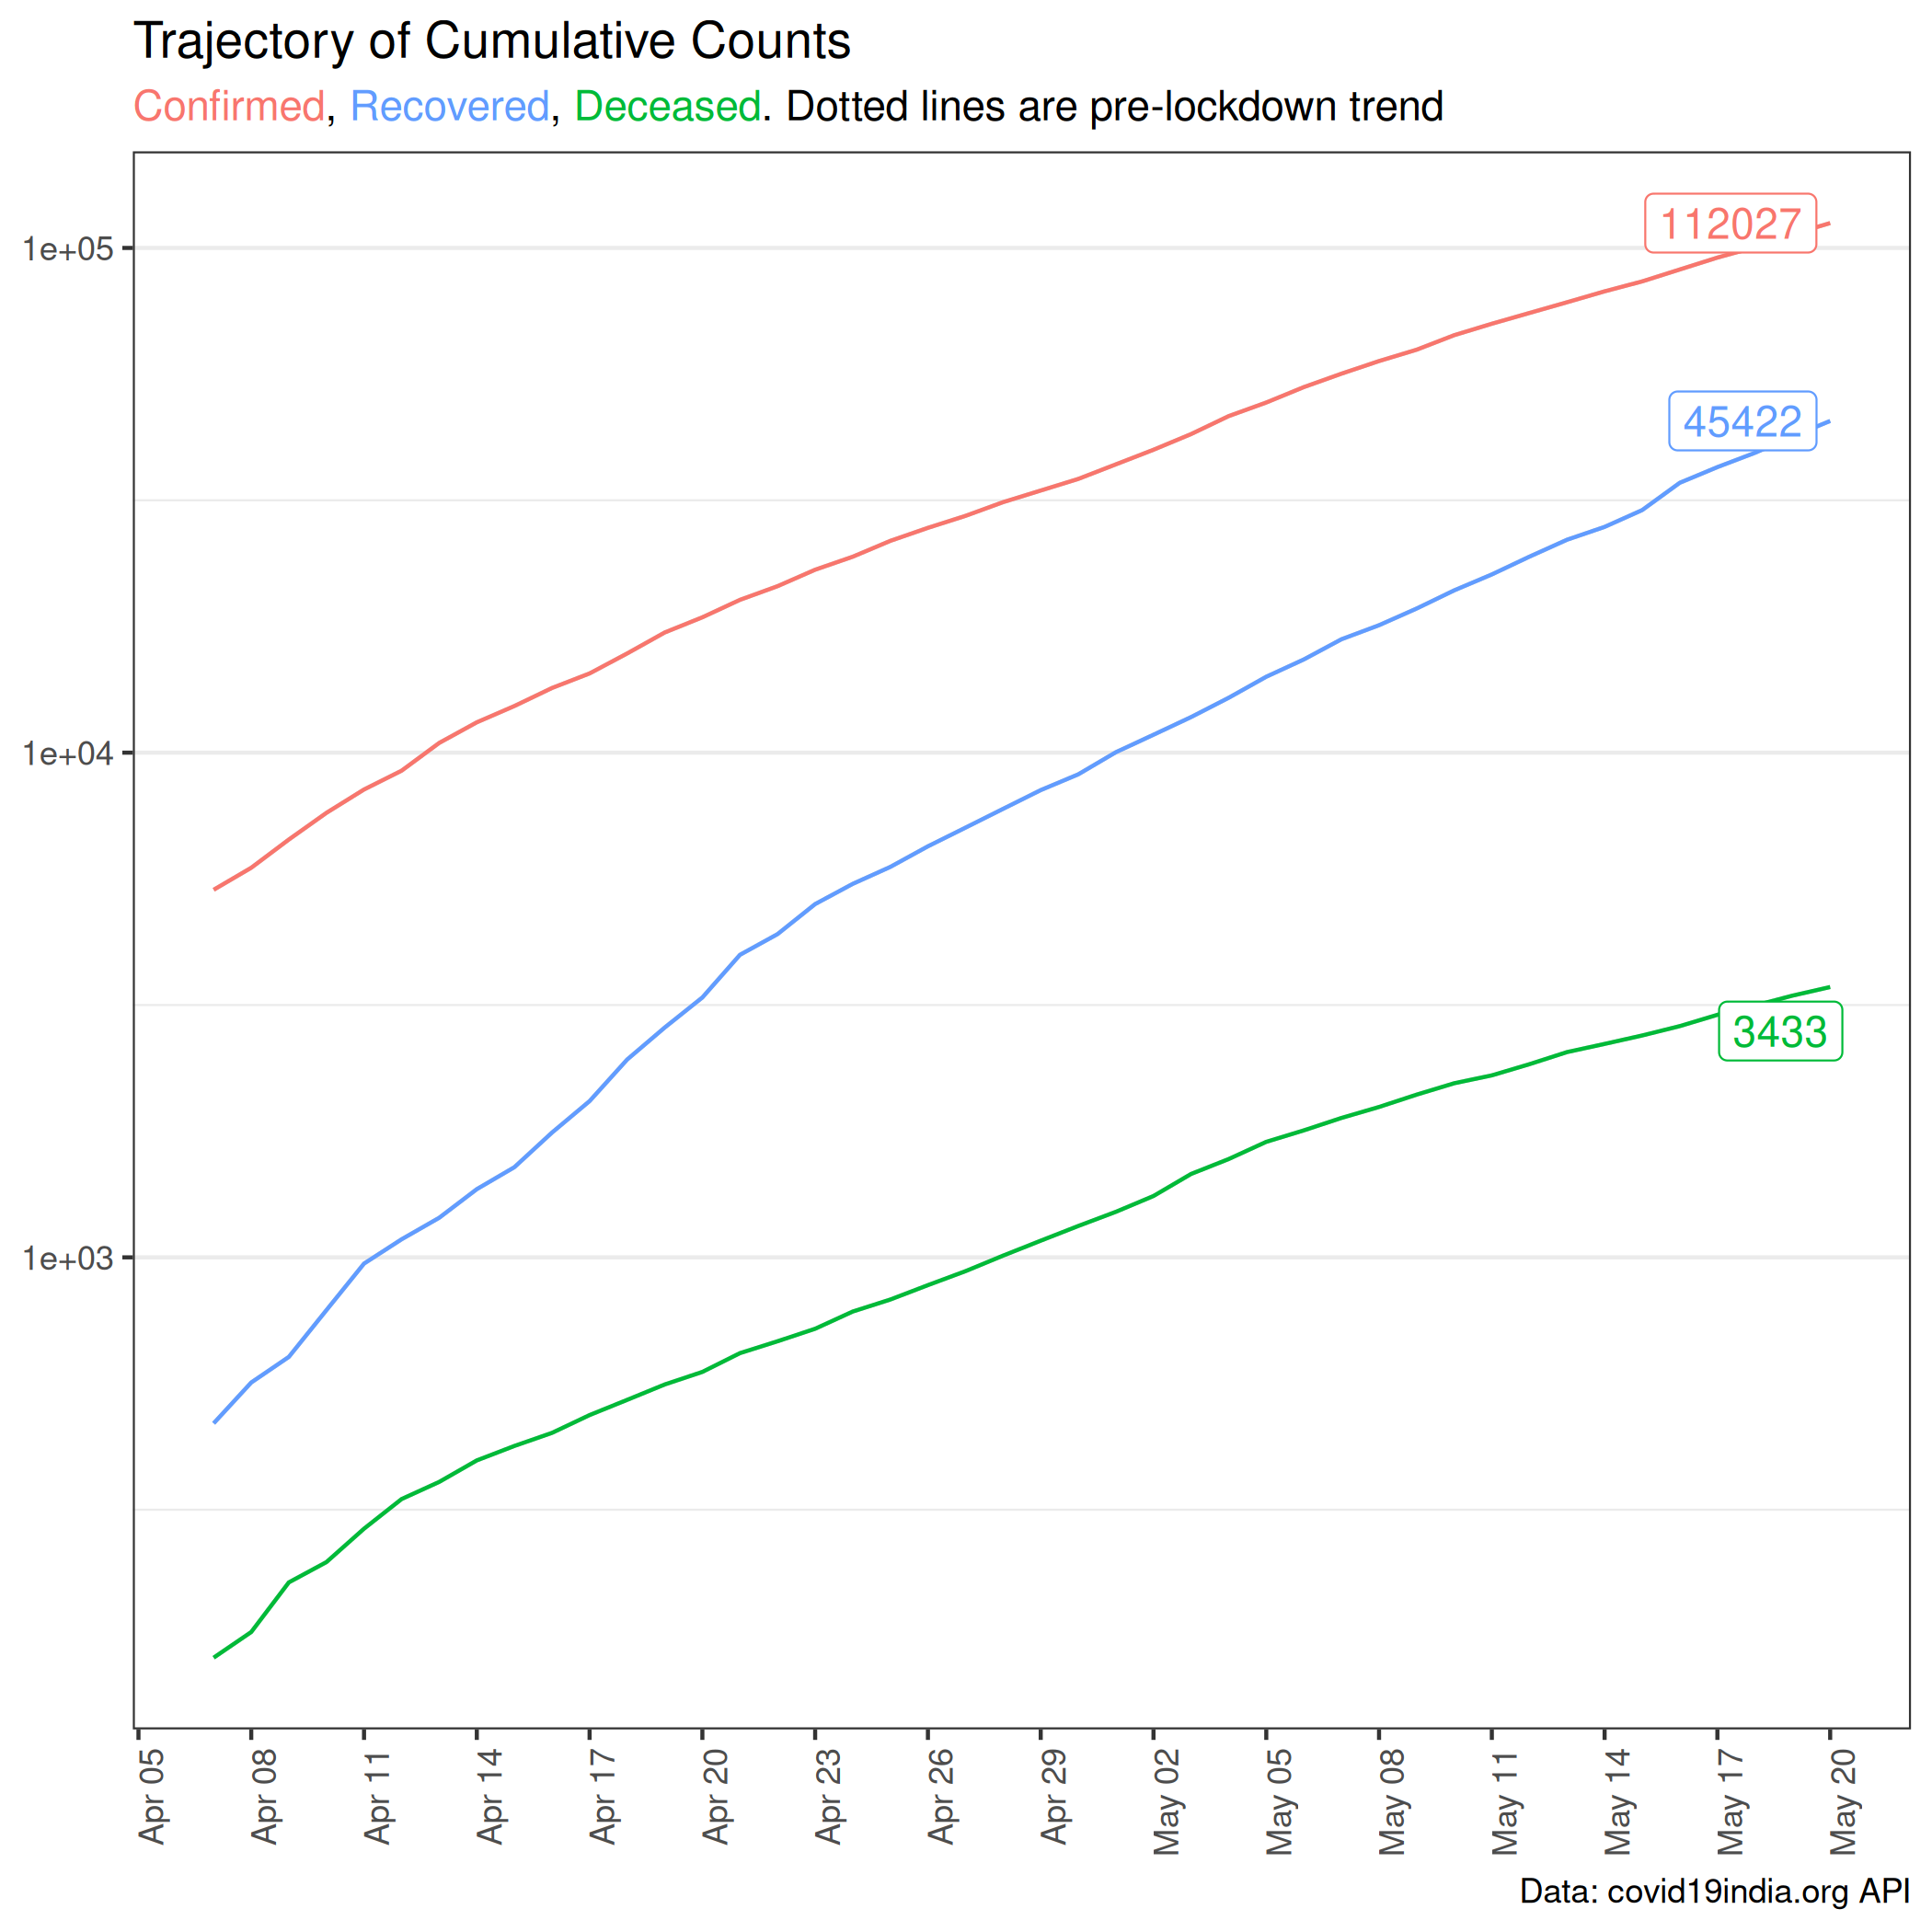 Trajectory of Cumulative Counts
Confirmed, Recovered, Deceased. Dotted lines are pre-lockdown trend
1e+05
1e+04
1e+03
112027
45422
3433
Apr 05
Apr 08
Apr 11
Apr 14
Apr 17
Apr 20
Apr 23
Apr 26
Apr 29
May 02
May 05
May 08
May 11
May 14
May 17
May 20
Data: covid19india.org API